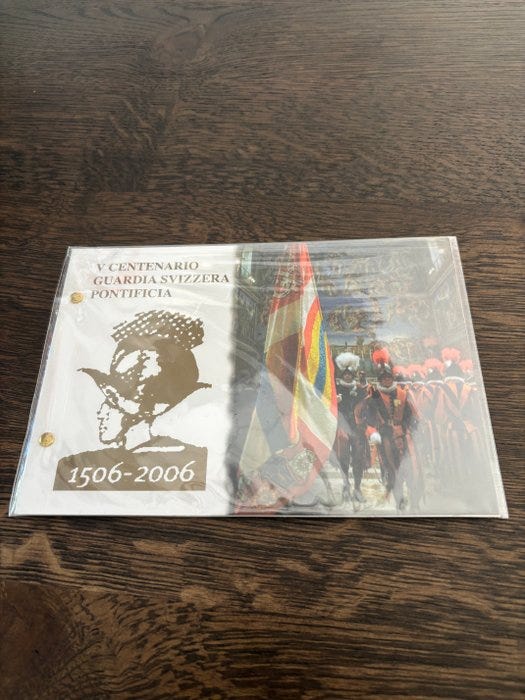 V CENTENARIO
GUARDIA SVIZZERA
PONTIFICIA
1506-2006